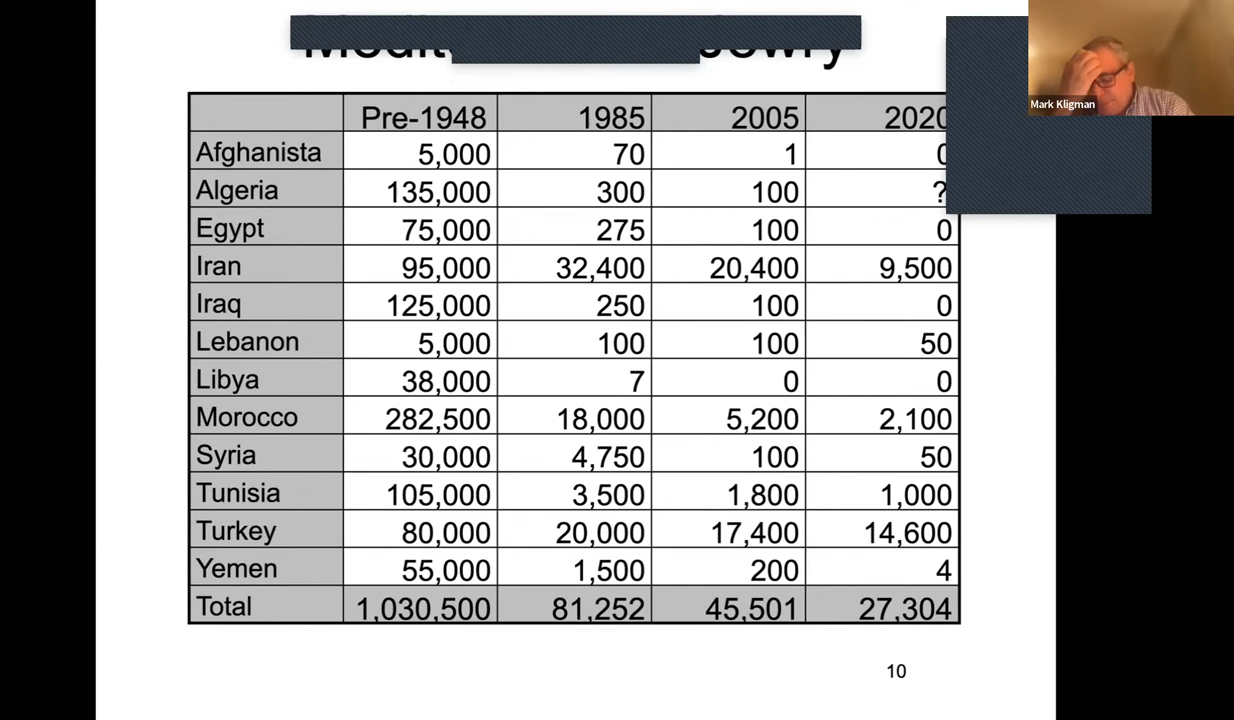 Mark Kligman
Pre-1948 1985 2005 2020
Afghanista 5,000 70 1 0
Algeria 135,000 300 100 ?
Egypt 75,000 275 100 0
Iran 95,000 32,400 20,400 9,500
Iraq 125,000 250 100 0
Lebanon 5,000 100 100 50
Libya 38,000 7 0 0
Morocco 282,500 18,000 5,200 2,100
Syria 30,000 4,750 100 50
Tunisia 105,000 3,500 1,800 1,000
Turkey 80,000 20,000 17,400 14,600
Yemen 55,000 1,500 200 4
Total 1,030,500 81,252 45,501 27,304
10